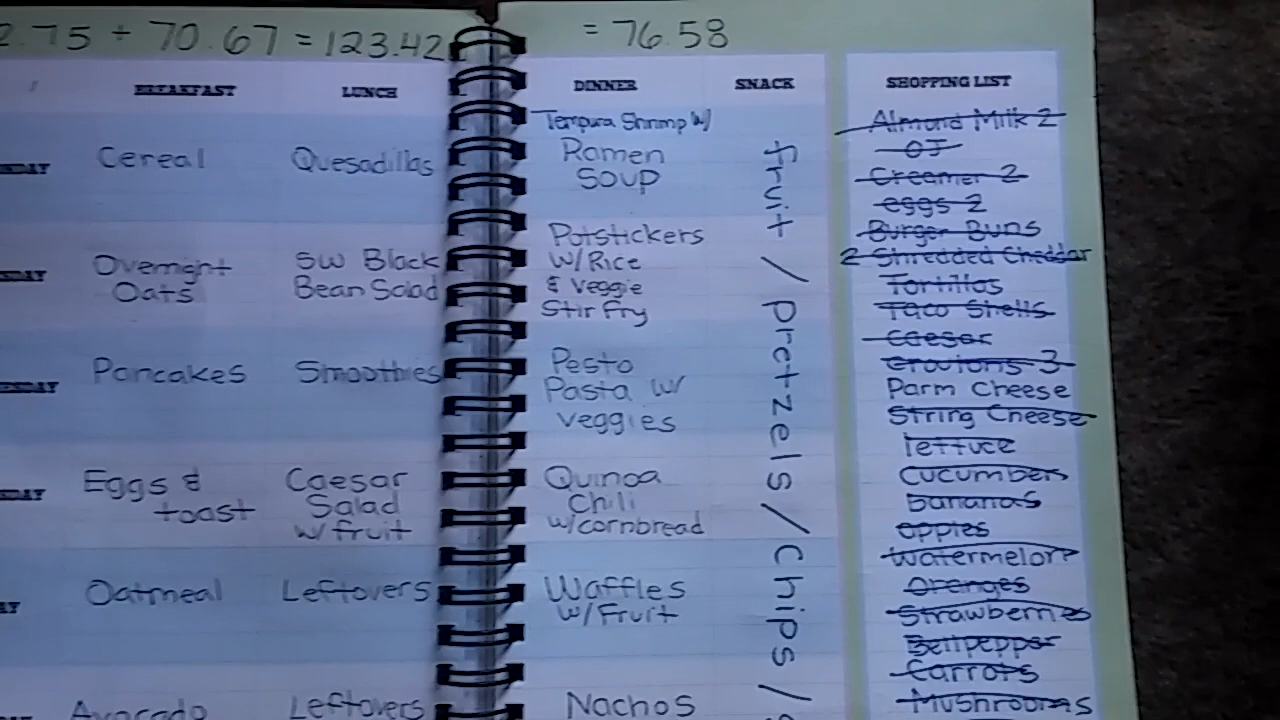 2.75 + 70.67 = 123.42
= 76.58
BREAKFAST LUNCH DINNER SNACK SHOPPING LIST
Cereal
Quesadillas
Tempura Shrimp w/
Ramen
Soup
Overnight
Oats
SW Black
Bean Salad
Potstickers
w/Rice
& veggie
Stir Fry
Pancakes
Smoothies
Pesto
Pasta w/
veggies
Eggs &
toast
Caesar
Salad
w/ fruit
Quinoa
Chili
w/cornbread
Oatmeal
Leftovers
Waffles
w/Fruit
Avocado
Leftovers
Nachos
fruit / pretzels / Chips /
Almond Milk 2
OJ
Creamer 2
eggs 2
Burger Buns
2 Shredded Cheddar
Tortillas
Taco Shells
Caesar
Croutons 3
Parm Cheese
String Cheese
lettuce
Cucumbers
bananas
apples
Watermelon
Oranges
Strawberries
Bellpepper
Carrots
Mushrooms